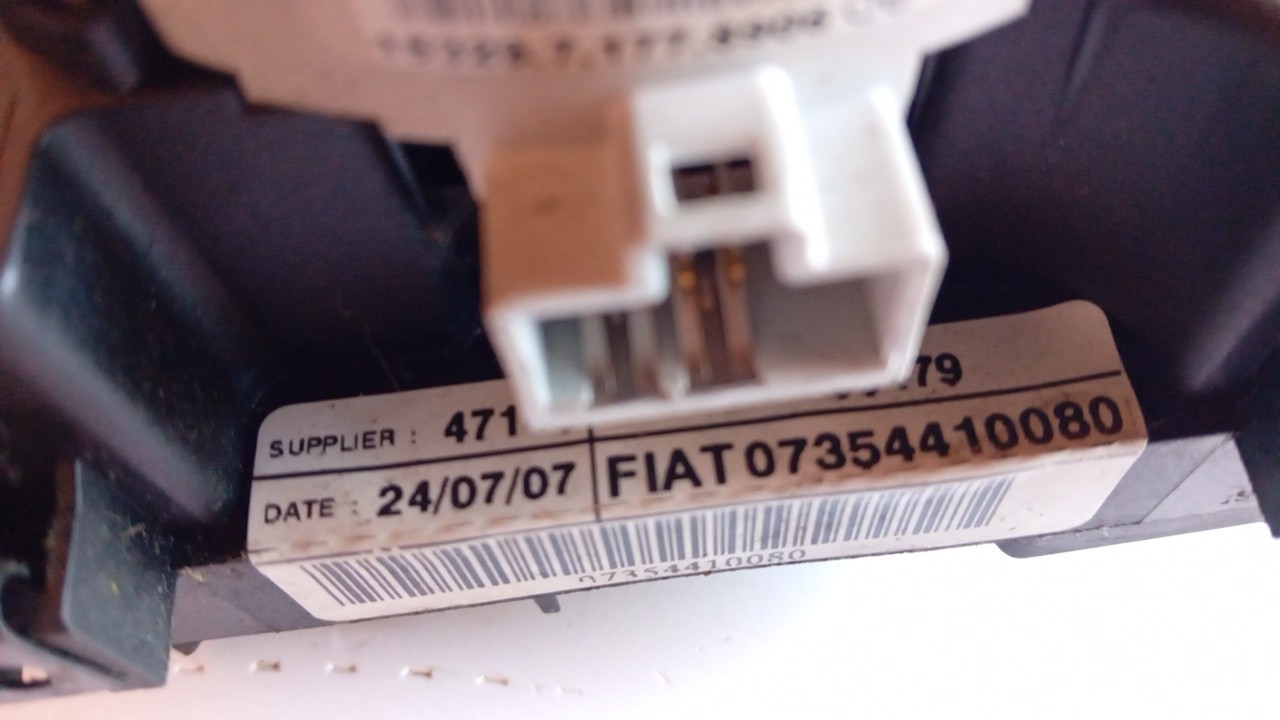 SUPPLIER : 471
79
DATE : 24/07/07
FIAT 07354410080
07354410080